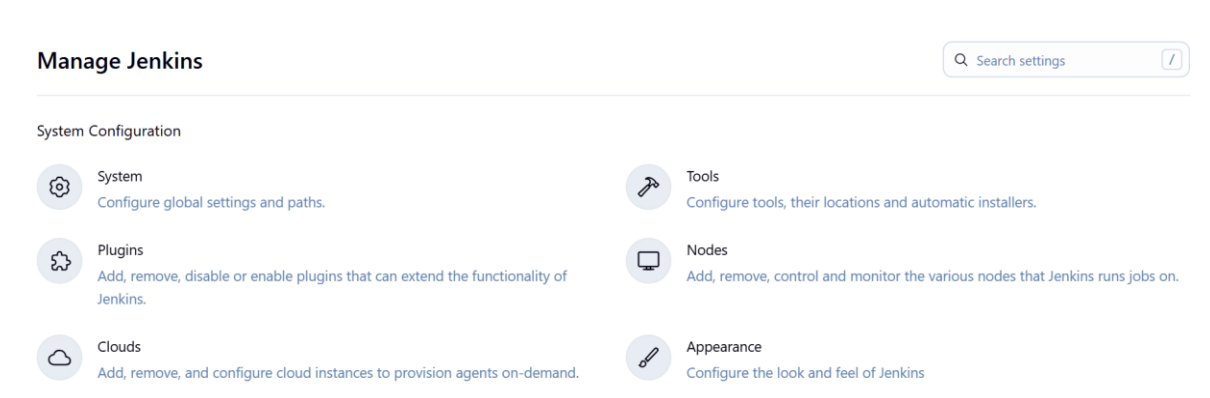 Manage Jenkins
Search settings
/
System Configuration
System
Configure global settings and paths.
Tools
Configure tools, their locations and automatic installers.
Plugins
Add, remove, disable or enable plugins that can extend the functionality of
Jenkins.
Nodes
Add, remove, control and monitor the various nodes that Jenkins runs jobs on.
Clouds
Add, remove, and configure cloud instances to provision agents on-demand.
Appearance
Configure the look and feel of Jenkins